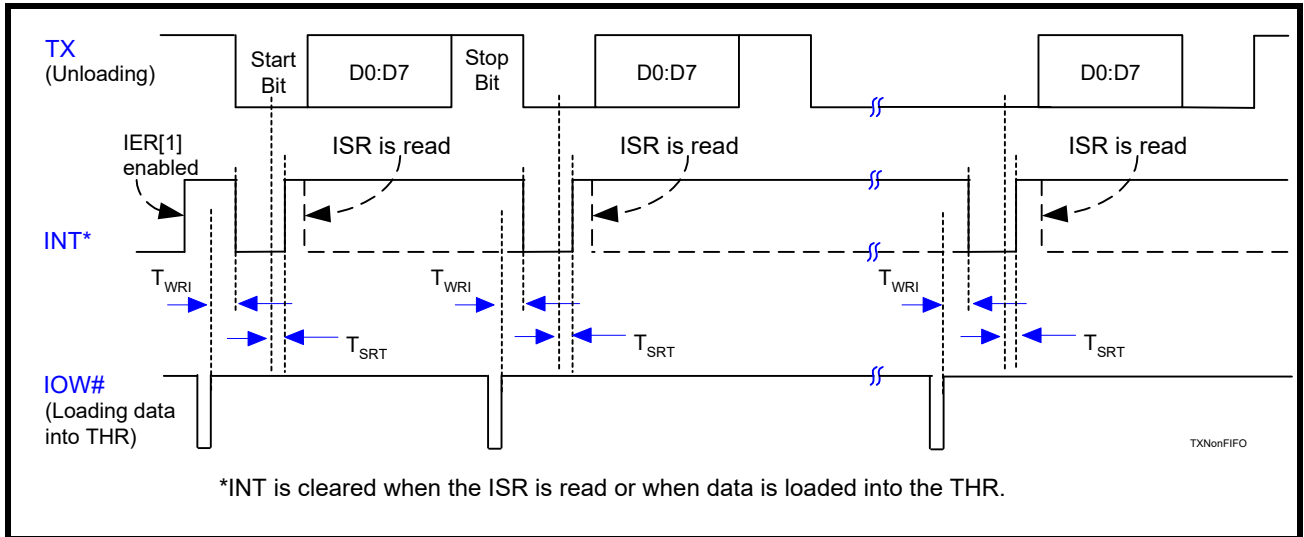 TX
(Unloading)
Start
Bit
D0:D7
Stop
Bit
D0:D7
D0:D7
IER[1]
enabled
ISR is read
ISR is read
ISR is read
INT*
TWRI
TWRI
TWRI
TSRT
TSRT
TSRT
IOW#
(Loading data
into THR)
TXNonFIFO
*INT is cleared when the ISR is read or when data is loaded into the THR.